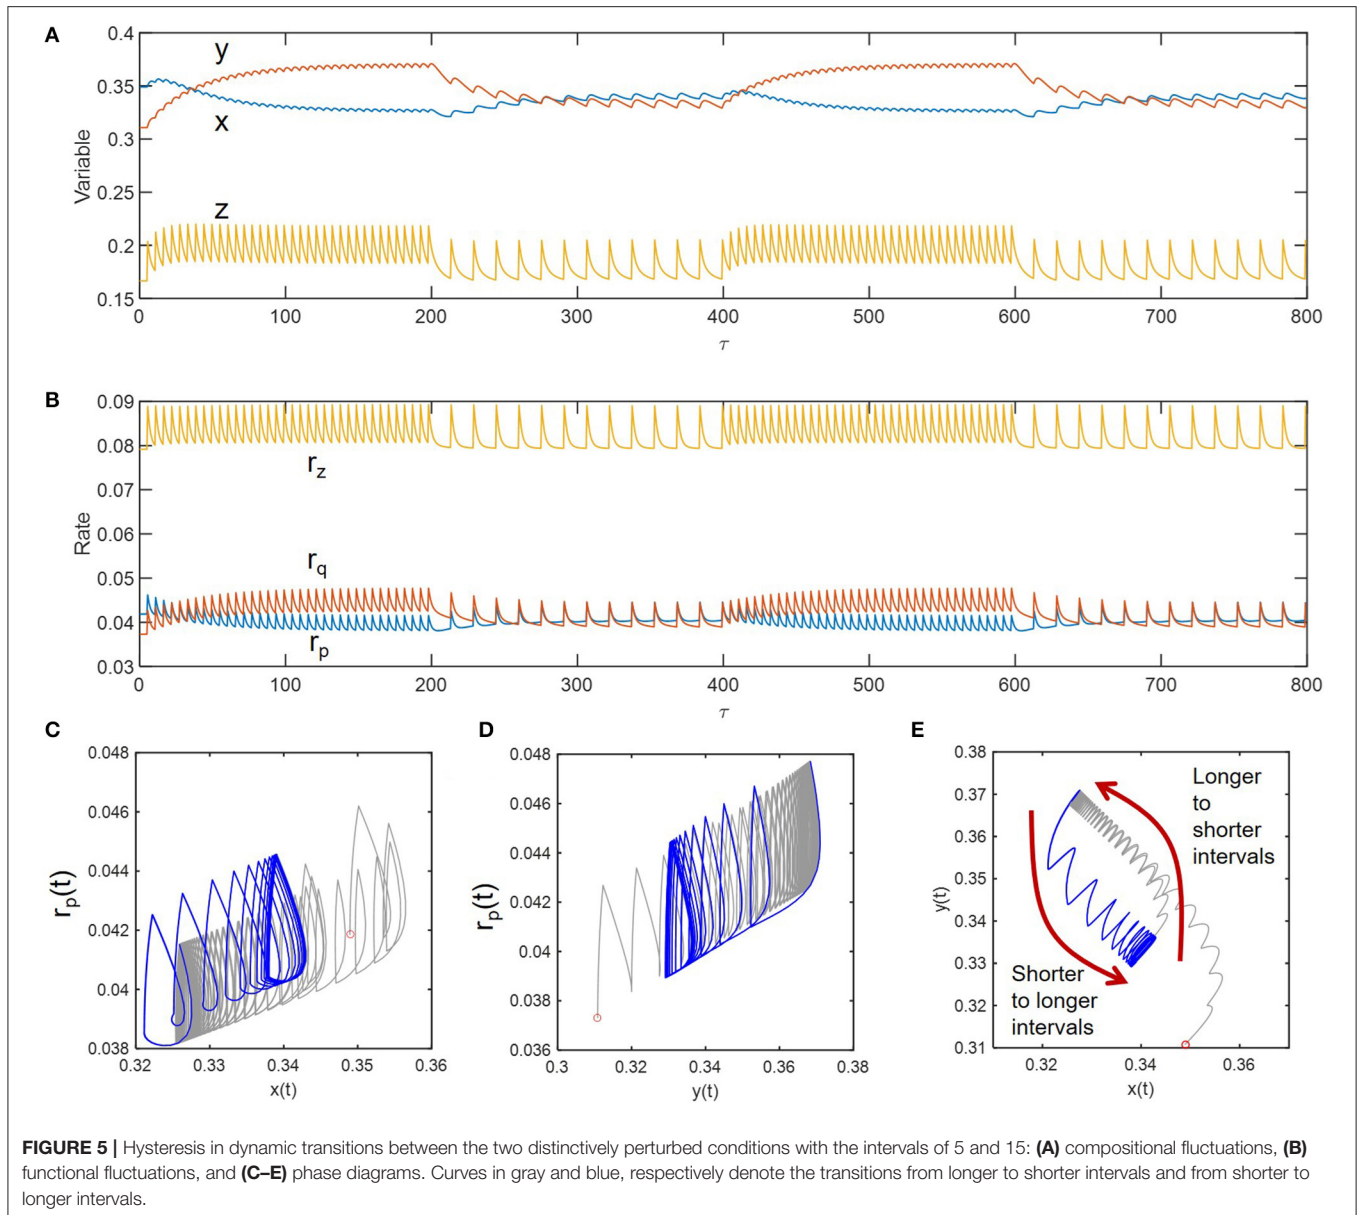 A
0.4
0.35
0.3
0.25
0.2
0.15
Variable
y
x
z
0 100 200 300 400 500 600 700 800
τ
B
0.09
0.08
0.07
0.06
0.05
0.04
0.03
Rate
r_z
r_q
r_p
0 100 200 300 400 500 600 700 800
τ
C
0.048
0.046
0.044
0.042
0.04
0.038
r_p(t)
0.32 0.33 0.34 0.35 0.36
x(t)
D
0.048
0.046
0.044
0.042
0.04
0.038
0.036
r_p(t)
0.3 0.32 0.34 0.36 0.38
y(t)
E
0.38
0.37
0.36
0.35
0.34
0.33
0.32
0.31
y(t)
Longer
to
shorter
intervals
Shorter
to longer
intervals
0.32 0.34 0.36
x(t)
FIGURE 5 | Hysteresis in dynamic transitions between the two distinctively perturbed conditions with the intervals of 5 and 15: (A) compositional fluctuations, (B)
functional fluctuations, and (C–E) phase diagrams. Curves in gray and blue, respectively denote the transitions from longer to shorter intervals and from shorter to
longer intervals.